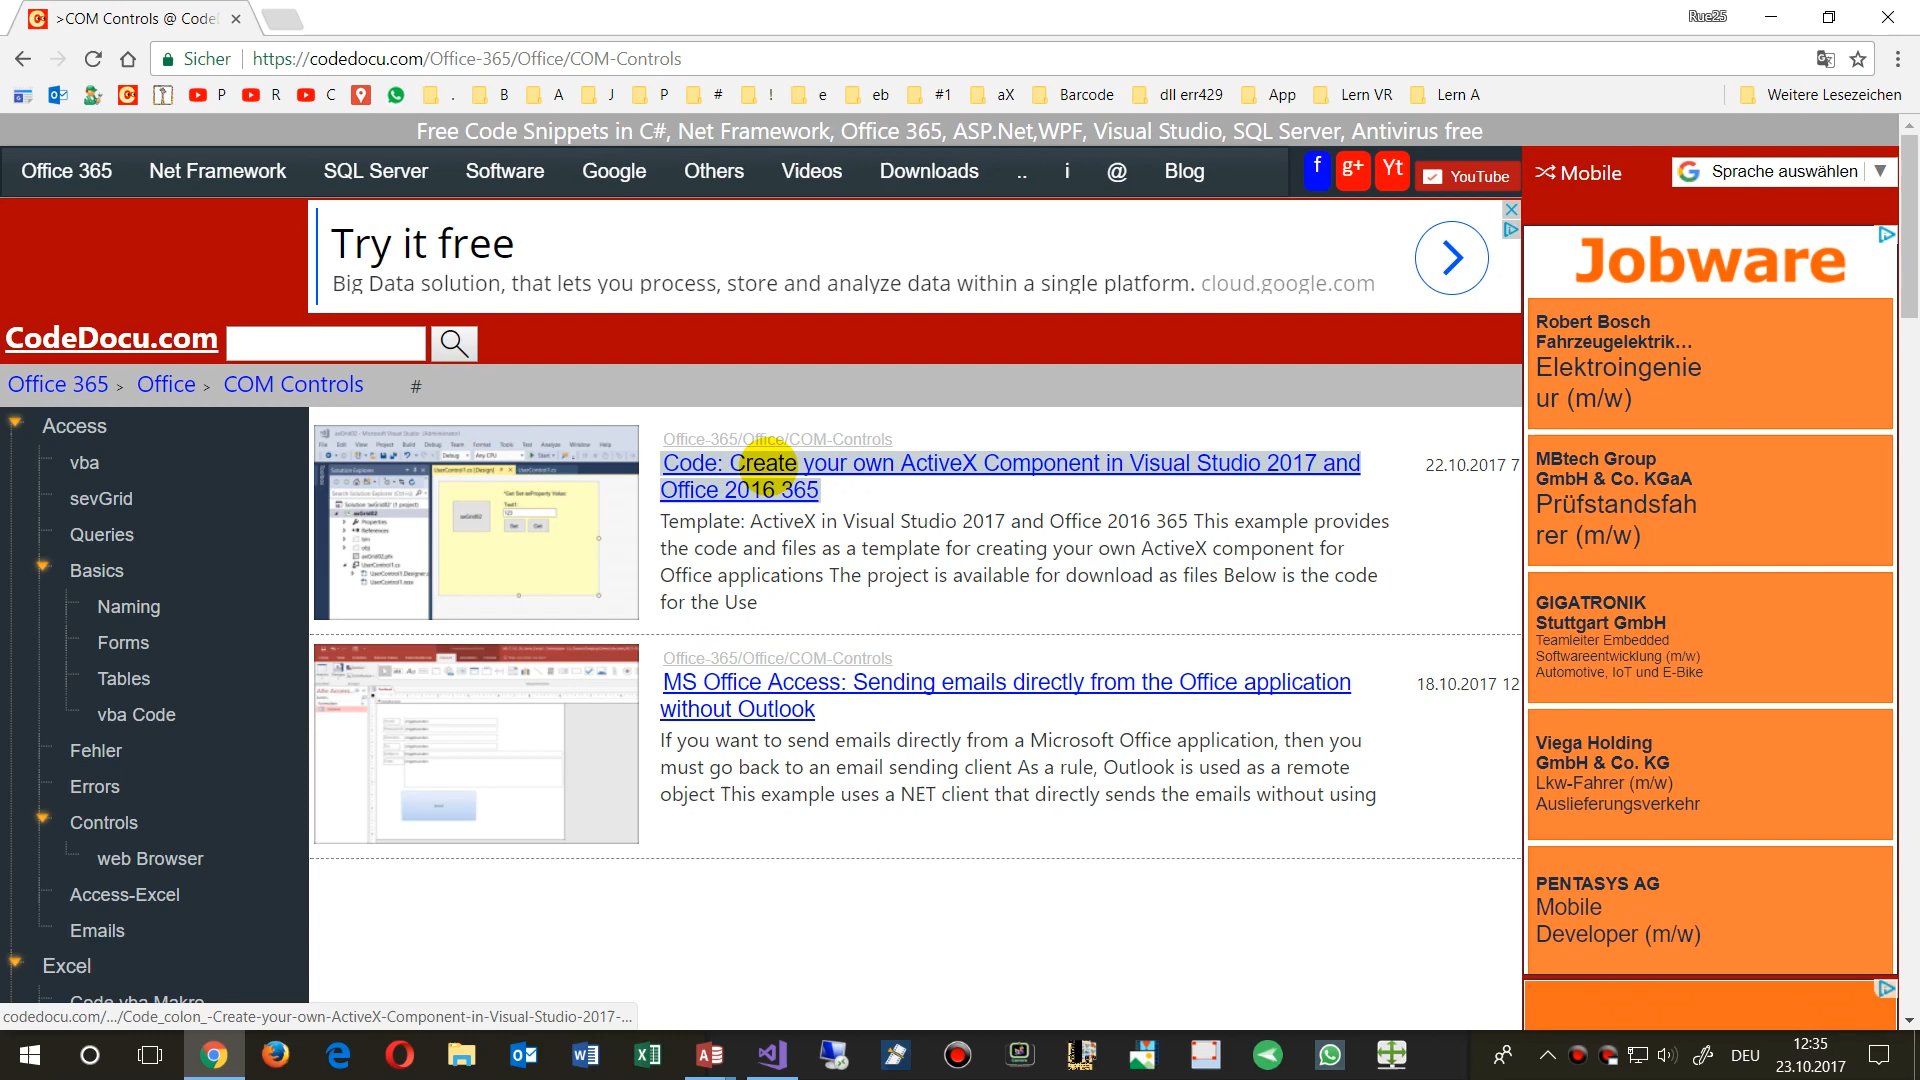 >COM Controls @ Code
Rue25
Sicher
https://codedocu.com/Office-365/Office/COM-Controls
P
R
C
.
B
A
J
P
#
!
e
eb
#1
aX
Barcode
dll err429
App
Lern VR
Lern A
Weitere Lesezeichen
Free Code Snippets in C#, Net Framework, Office 365, ASP.Net,WPF, Visual Studio, SQL Server, Antivirus free
Office 365
Net Framework
SQL Server
Software
Google
Others
Videos
Downloads
..
i
@
Blog
f
g+
Yt
YouTube
Mobile
Sprache auswählen
Try it free
Big Data solution, that lets you process, store and analyze data within a single platform. cloud.google.com
CodeDocu.com
Office 365 > Office > COM Controls #
Access
vba
sevGrid
Queries
Basics
Naming
Forms
Tables
vba Code
Fehler
Errors
Controls
web Browser
Access-Excel
Emails
Excel
Code vba Makro
Office-365/Office/COM-Controls
Code: Create your own ActiveX Component in Visual Studio 2017 and
Office 2016 365
22.10.2017 7
Template: ActiveX in Visual Studio 2017 and Office 2016 365 This example provides
the code and files as a template for creating your own ActiveX component for
Office applications The project is available for download as files Below is the code
for the Use
Office-365/Office/COM-Controls
MS Office Access: Sending emails directly from the Office application
without Outlook
18.10.2017 12
If you want to send emails directly from a Microsoft Office application, then you
must go back to an email sending client As a rule, Outlook is used as a remote
object This example uses a NET client that directly sends the emails without using
Jobware
Robert Bosch
Fahrzeugelektrik...
Elektroingenie
ur (m/w)
MBtech Group
GmbH & Co. KGaA
Prüfstandsfah
rer (m/w)
GIGATRONIK
Stuttgart GmbH
Teamleiter Embedded
Softwareentwicklung (m/w)
Automotive, IoT und E-Bike
Viega Holding
GmbH & Co. KG
Lkw-Fahrer (m/w)
Auslieferungsverkehr
PENTASYS AG
Mobile
Developer (m/w)
codedocu.com/.../Code_colon_-Create-your-own-ActiveX-Component-in-Visual-Studio-2017-...
DEU
12:35
23.10.2017